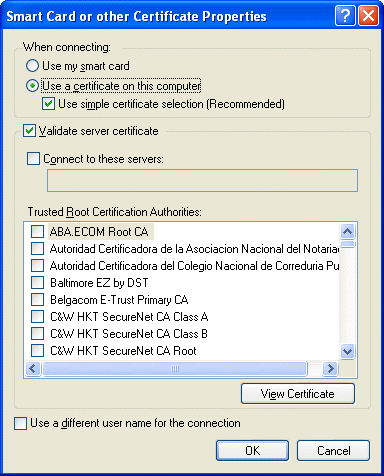 Smart Card or other Certificate Properties
When connecting:
Use my smart card
Use a certificate on this computer
Use simple certificate selection (Recommended)
Validate server certificate
Connect to these servers:
Trusted Root Certification Authorities:
ABA.ECOM Root CA
Autoridad Certificadora de la Asociacion Nacional del Notaria
Autoridad Certificadora del Colegio Nacional de Correduria Pu
Baltimore EZ by DST
Belgacom E-Trust Primary CA
C&W HKT SecureNet CA Class A
C&W HKT SecureNet CA Class B
C&W HKT SecureNet CA Root
View Certificate
Use a different user name for the connection
OK
Cancel